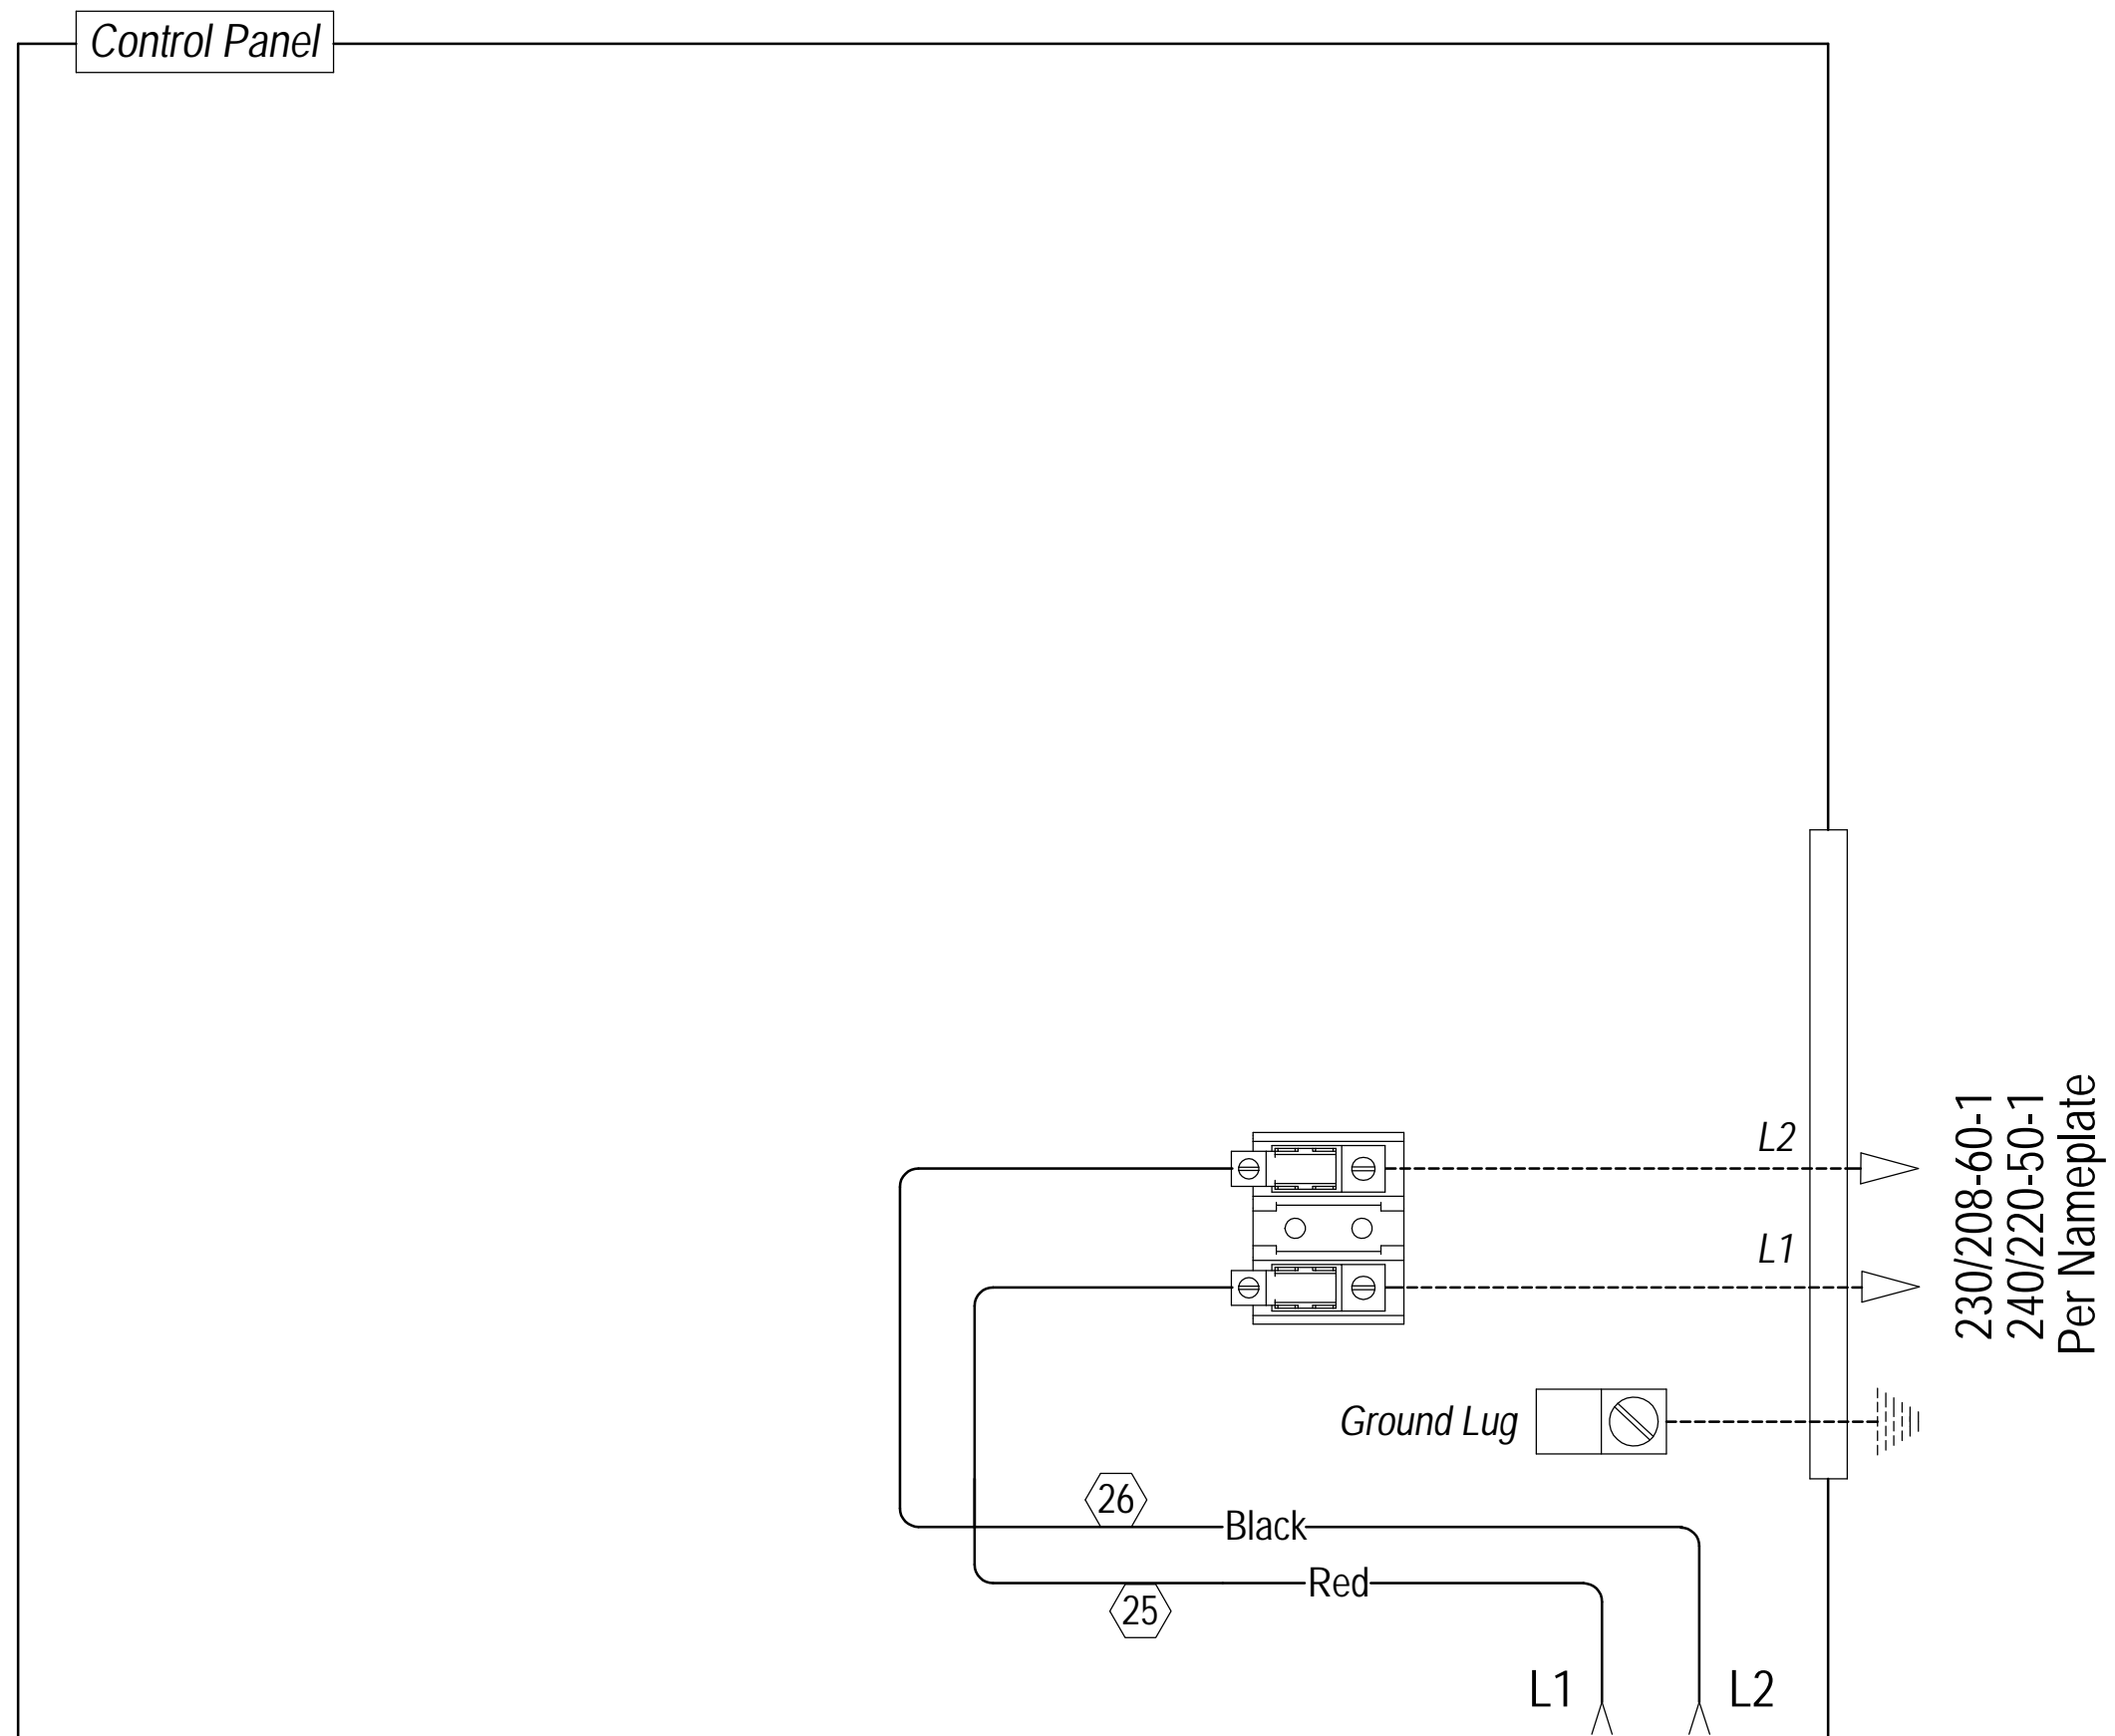 Control Panel
L2
L1
230/208-60-1
240/220-50-1
Per Nameplate
Ground Lug
26
Black
Red
25
L1
L2